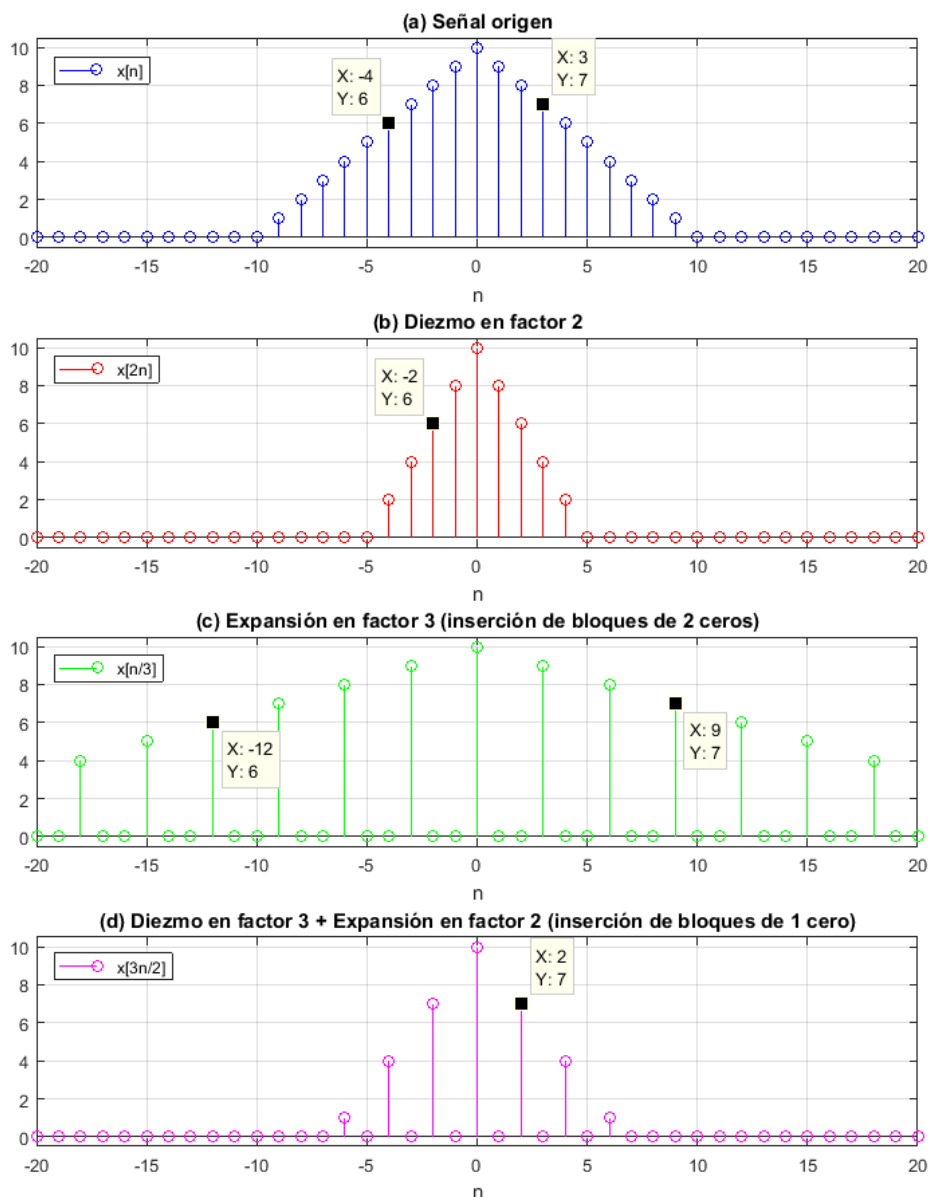 (a) Señal origen
10
8
6
4
2
0
x[n]
X: -4
Y: 6
X: 3
Y: 7
-20 -15 -10 -5 0 5 10 15 20
n
(b) Diezmo en factor 2
10
8
6
4
2
0
x[2n]
X: -2
Y: 6
-20 -15 -10 -5 0 5 10 15 20
n
(c) Expansión en factor 3 (inserción de bloques de 2 ceros)
10
8
6
4
2
0
x[n/3]
X: -12
Y: 6
X: 9
Y: 7
-20 -15 -10 -5 0 5 10 15 20
n
(d) Diezmo en factor 3 + Expansión en factor 2 (inserción de bloques de 1 cero)
10
8
6
4
2
0
x[3n/2]
X: 2
Y: 7
-20 -15 -10 -5 0 5 10 15 20
n